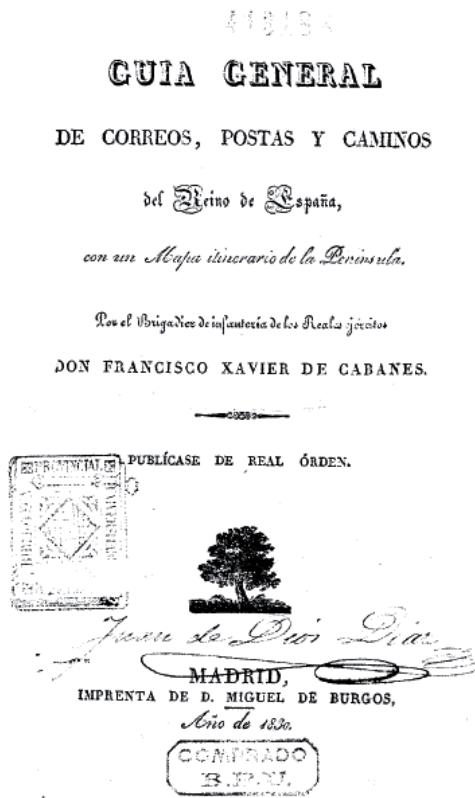 GUIA GENERAL
DE CORREOS, POSTAS Y CAMINOS
del Reino de España,
con un Mapa itinerario de la Península.
Por el Brigadier de infantería de los Reales ejércitos
DON FRANCISCO XAVIER DE CABANES.
PUBLÍCASE DE REAL ÓRDEN.
PROVINCIAL
Juan de Dios Diaz
MADRID,
IMPRENTA DE D. MIGUEL DE BURGOS,
Año de 1830.
COMPRADO
B.P.U.